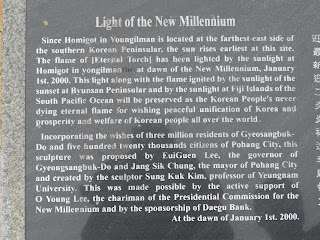 Light of the New Millennium
Since Homigot in Youngilman is located at the farthest east side of
the southern Korean Peninsular, the sun rises earliest at this site.
The flame of [Eternal Torch] has been lighted by the sunlight at
Homigot in yongilman at dawn of the New Millennium, January
1st. 2000. This light along with the flame ignited by the sunlight of the
sunset at Byunsan Peninsular and by the sunlight at Fiji Islands of the
South Pacific Ocean will be preserved as the Korean People's never
dying eternal flame for wishing peaceful unification of Korea and
prosperity and welfare of Korean people all over the world.
Incorporating the wishes of three million residents of Gyeosangbuk-
Do and five hundred twenty thousands citizens of Pohang City, this
sculpture was proposed by EuiGuen Lee, the governor of
Gyeongsangbuk-Do and Jang Sik Chung, the mayor of Pohang City
and created by the sculptor Sung Kuk Kim, professor of Yeungnam
University. This was made possible by the active support of
O Young Lee, the chariman of the Presidential Commission for the
New Millennium and by the sponsorship of Daegu Bank.
At the dawn of January 1st. 2000.